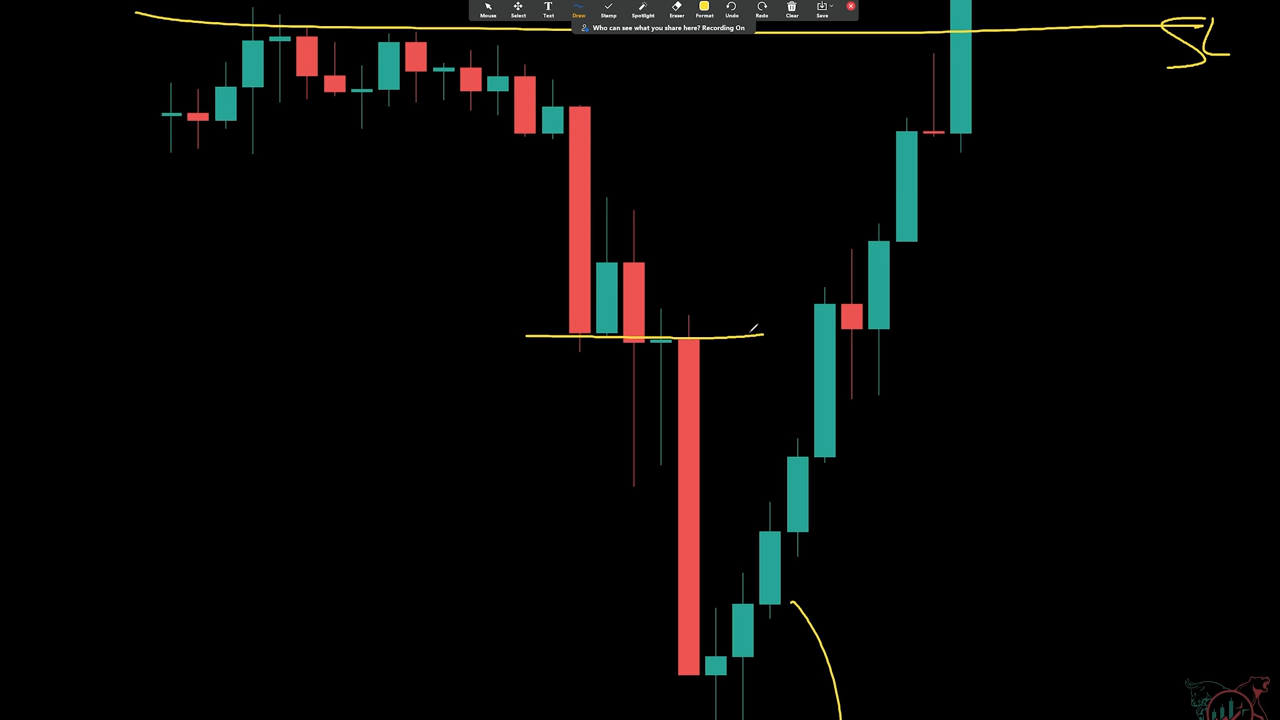 Mouse Select Text Draw Stamp Spotlight Eraser Format Undo Redo Clear Save
Who can see what you share here? Recording On
SL